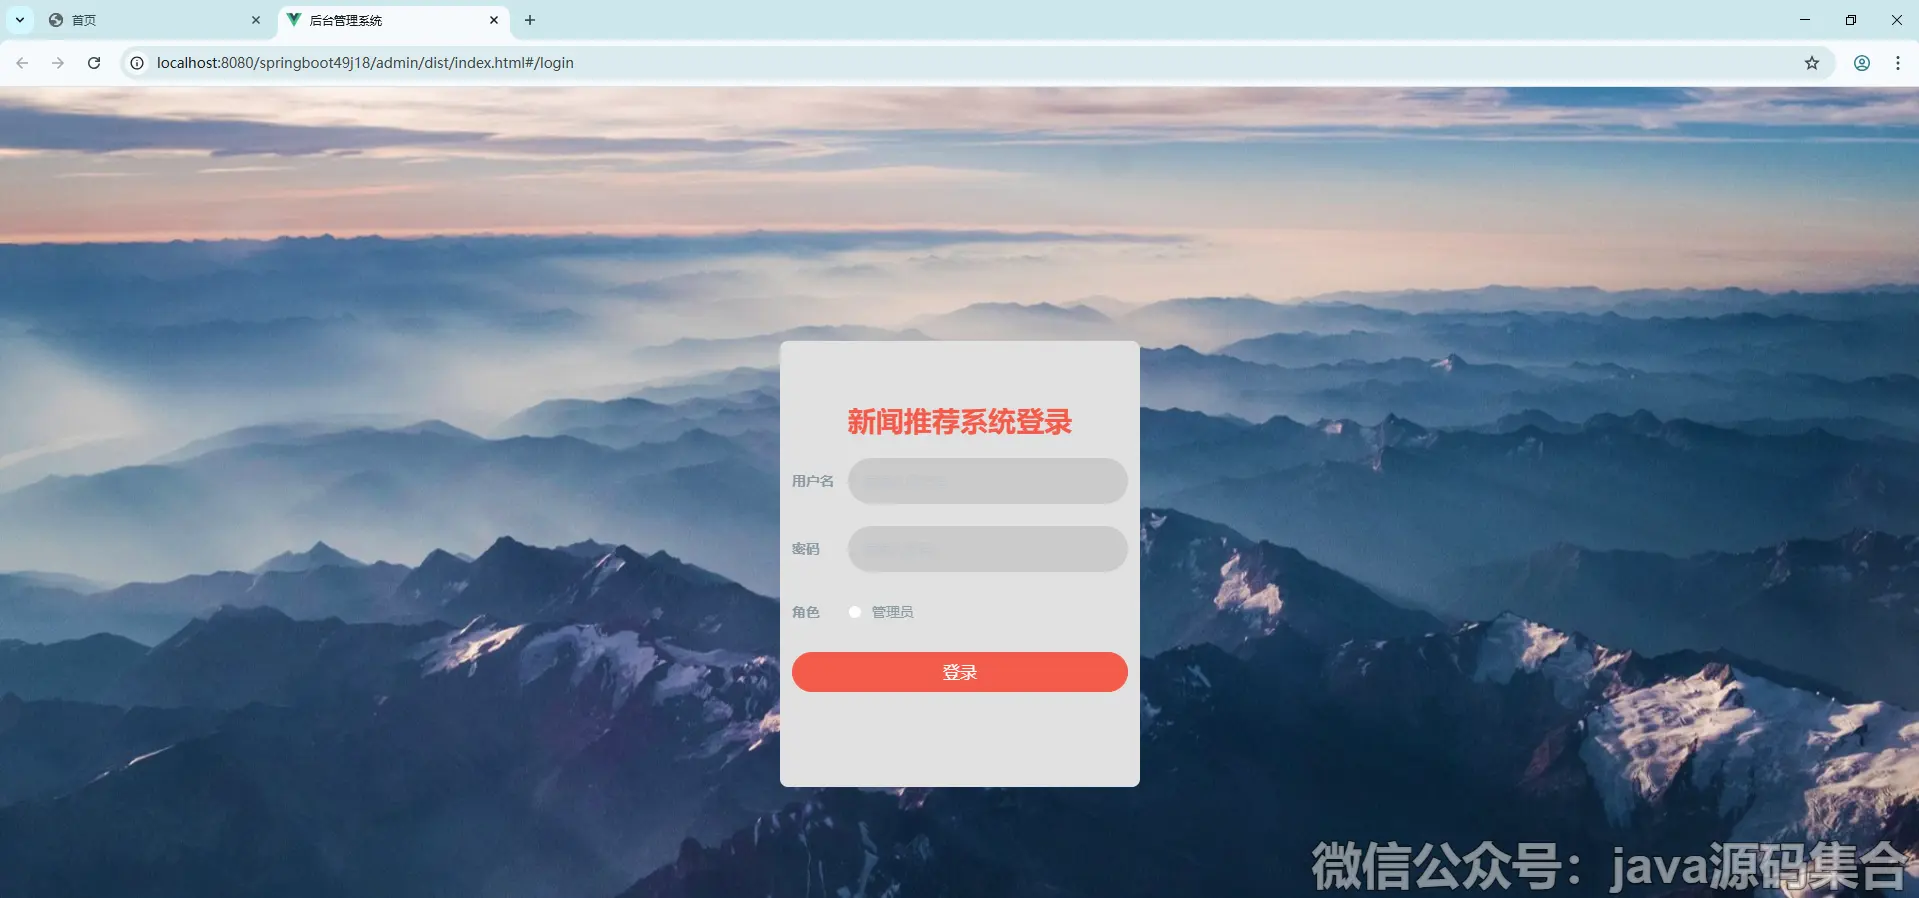 首页
后台管理系统
localhost:8080/springboot49j18/admin/dist/index.html#/login
新闻推荐系统登录
用户名
密码
角色 管理员
登录
微信公众号：java源码集合